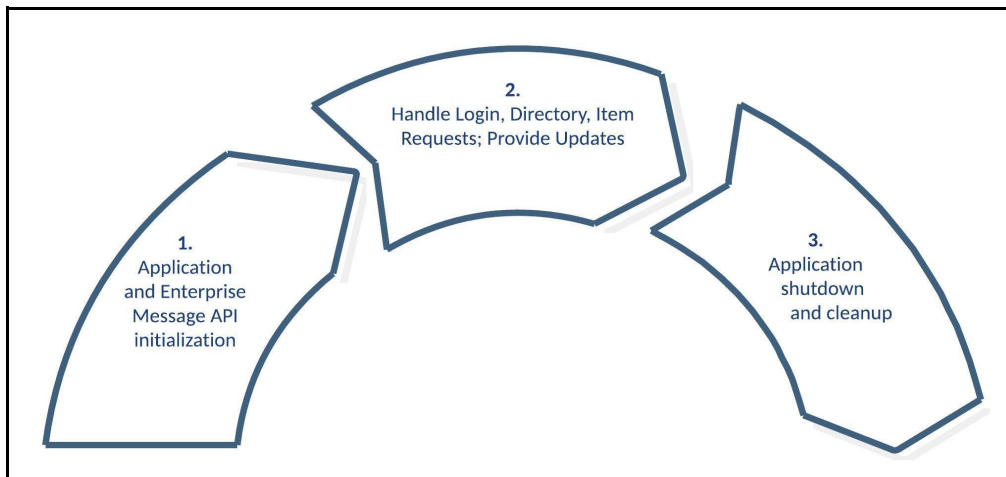 1.
Application
and Enterprise
Message API
initialization
2.
Handle Login, Directory, Item
Requests; Provide Updates
3.
Application
shutdown
and cleanup